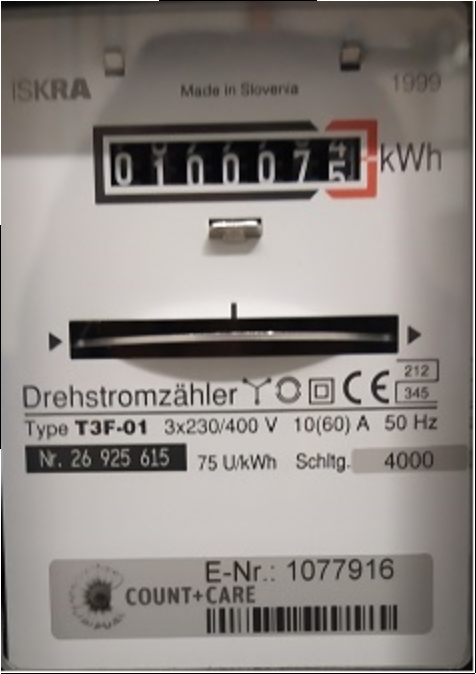 ISKRA Made in Slovenia 1999
010007 kWh
212
Drehstromzähler CE 345
Type T3F-01 3x230/400 V 10(60) A 50 Hz
Nr. 26 925 615 75 U/kWh Schltg. 4000
E-Nr.: 1077916
COUNT+CARE